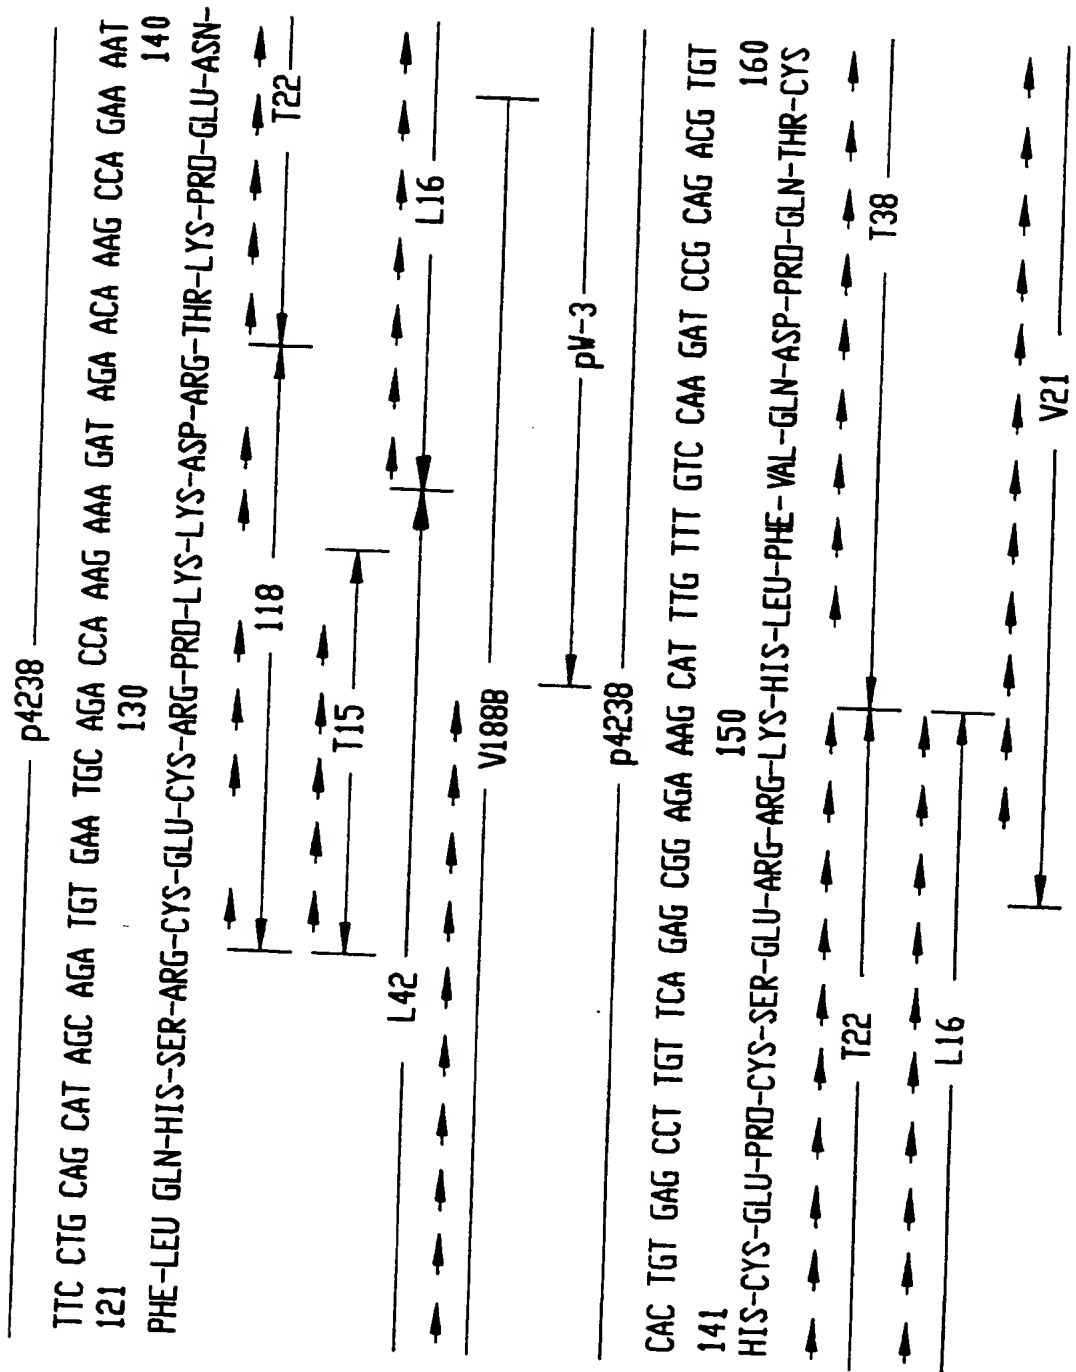 p4238
TTC CTG CAG CAT AGC AGA TGT GAA TGC AGA CCA AAG AAA GAT AGA ACA AAG CCA GAA AAT
121 130 140
PHE-LEU GLN-HIS-SER-ARG-CYS-GLU-CYS-ARG-PRO-LYS-LYS-ASP-ARG-THR-LYS-PRO-GLU-ASN-
118 T22
T15
L42 L16
V188B
pW-3
p4238
CAC TGT GAG CCT TGT TCA GAG CGG AGA AAG CAT TTG TTT GTC CAA GAT CCG CAG ACG TGT
141 150 160
HIS-CYS-GLU-PRO-CYS-SER-GLU-ARG-ARG-LYS-HIS-LEU-PHE-VAL-GLN-ASP-PRO-GLN-THR-CYS
T22 T38
L16
V21